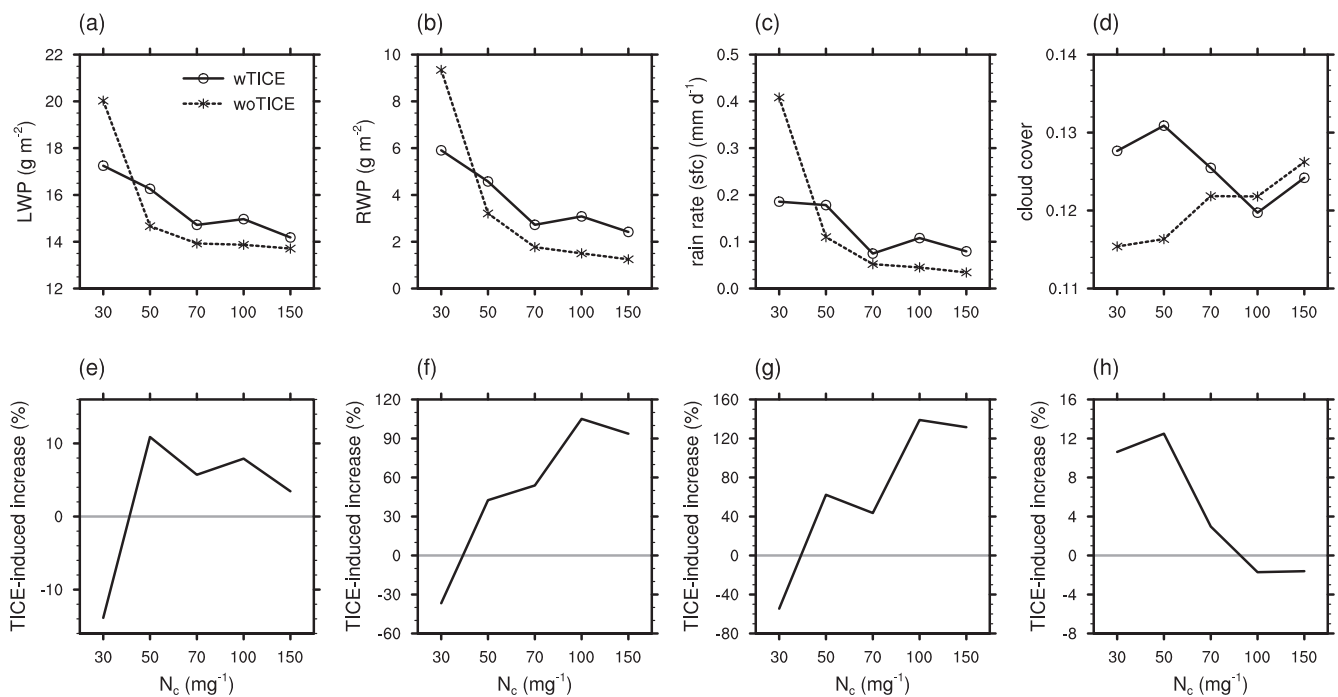 (a)
(b)
(c)
(d)
LWP (g m⁻²)
22
20
18
16
14
12
wTICE
woTICE
30 50 70 100 150
RWP (g m⁻²)
10
8
6
4
2
0
30 50 70 100 150
rain rate (sfc) (mm d⁻¹)
0.5
0.4
0.3
0.2
0.1
0.0
30 50 70 100 150
cloud cover
0.14
0.13
0.12
0.11
30 50 70 100 150
(e)
(f)
(g)
(h)
TICE-induced increase (%)
10
0
-10
30 50 70 100 150
N_c (mg⁻¹)
TICE-induced increase (%)
120
90
60
30
0
-30
-60
30 50 70 100 150
N_c (mg⁻¹)
TICE-induced increase (%)
160
120
80
40
0
-40
-80
30 50 70 100 150
N_c (mg⁻¹)
TICE-induced increase (%)
16
12
8
4
0
-4
-8
30 50 70 100 150
N_c (mg⁻¹)